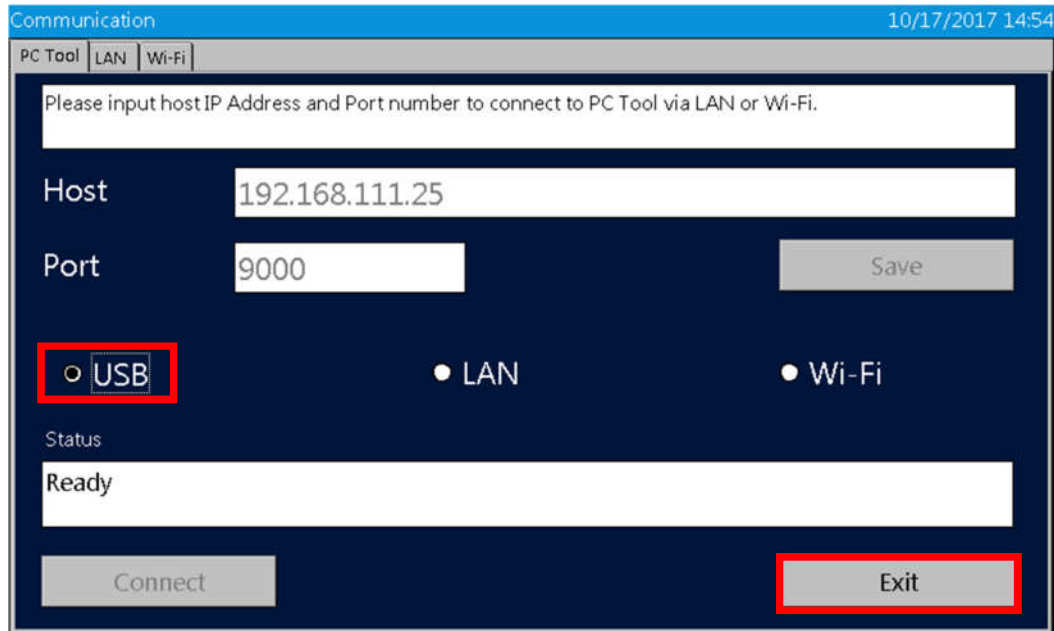 Communication 10/17/2017 14:54
PC Tool LAN Wi-Fi
Please input host IP Address and Port number to connect to PC Tool via LAN or Wi-Fi.
Host 192.168.111.25
Port 9000 Save
USB LAN Wi-Fi
Status
Ready
Connect Exit